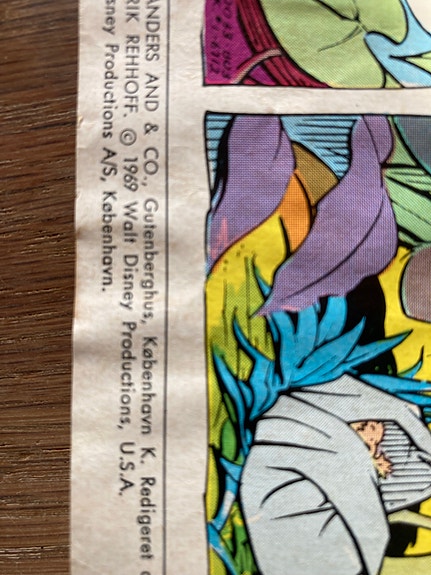 ANDERS AND & CO., Gutenberghus, København K. Redigeret
RIK REHHOFF. © 1969 Walt Disney Productions, U.S.A.
sney Productions A/S, København.